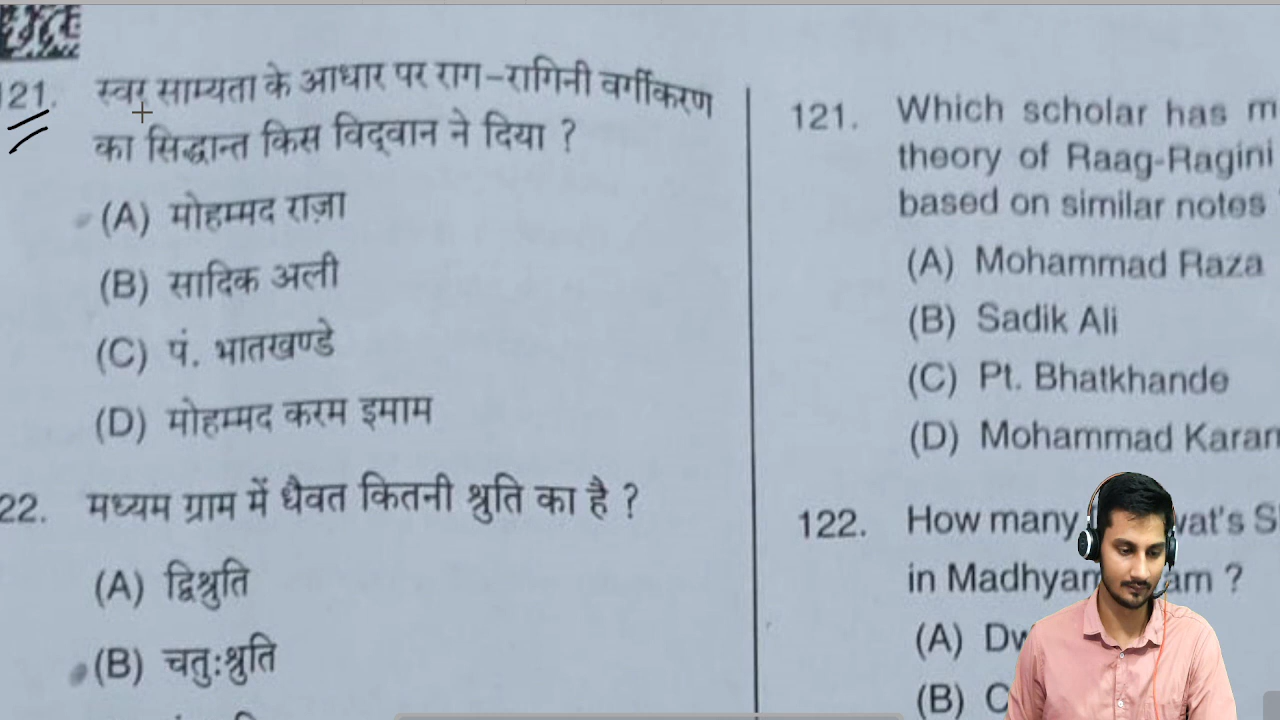 121.
स्वर साम्यता के आधार पर राग-रागिनी वर्गीकरण
का सिद्धान्त किस विद्‌वान ने दिया ?
(A) मोहम्मद राज़ा
(B) सादिक अली
(C) पं. भातखण्डे
(D) मोहम्मद करम इमाम
22. मध्यम ग्राम में धैवत कितनी श्रुति का है ?
(A) द्विश्रुति
(B) चतुःश्रुति
121. Which scholar has
theory of Raag-Ragini
based on similar notes
(A) Mohammad Raza
(B) Sadik Ali
(C) Pt. Bhatkhande
(D) Mohammad Karam
122. How many
in Madhyam ?
(A)
(B)